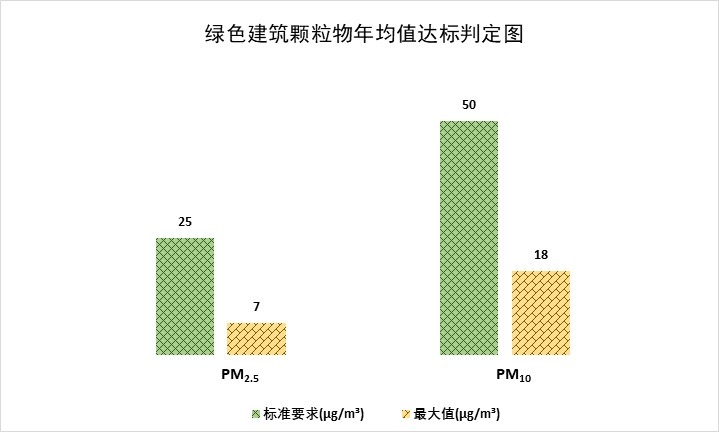 绿色建筑颗粒物年均值达标判定图
50
25
18
7
PM₂.₅
PM₁₀
标准要求(μg/m³)
最大值(μg/m³)